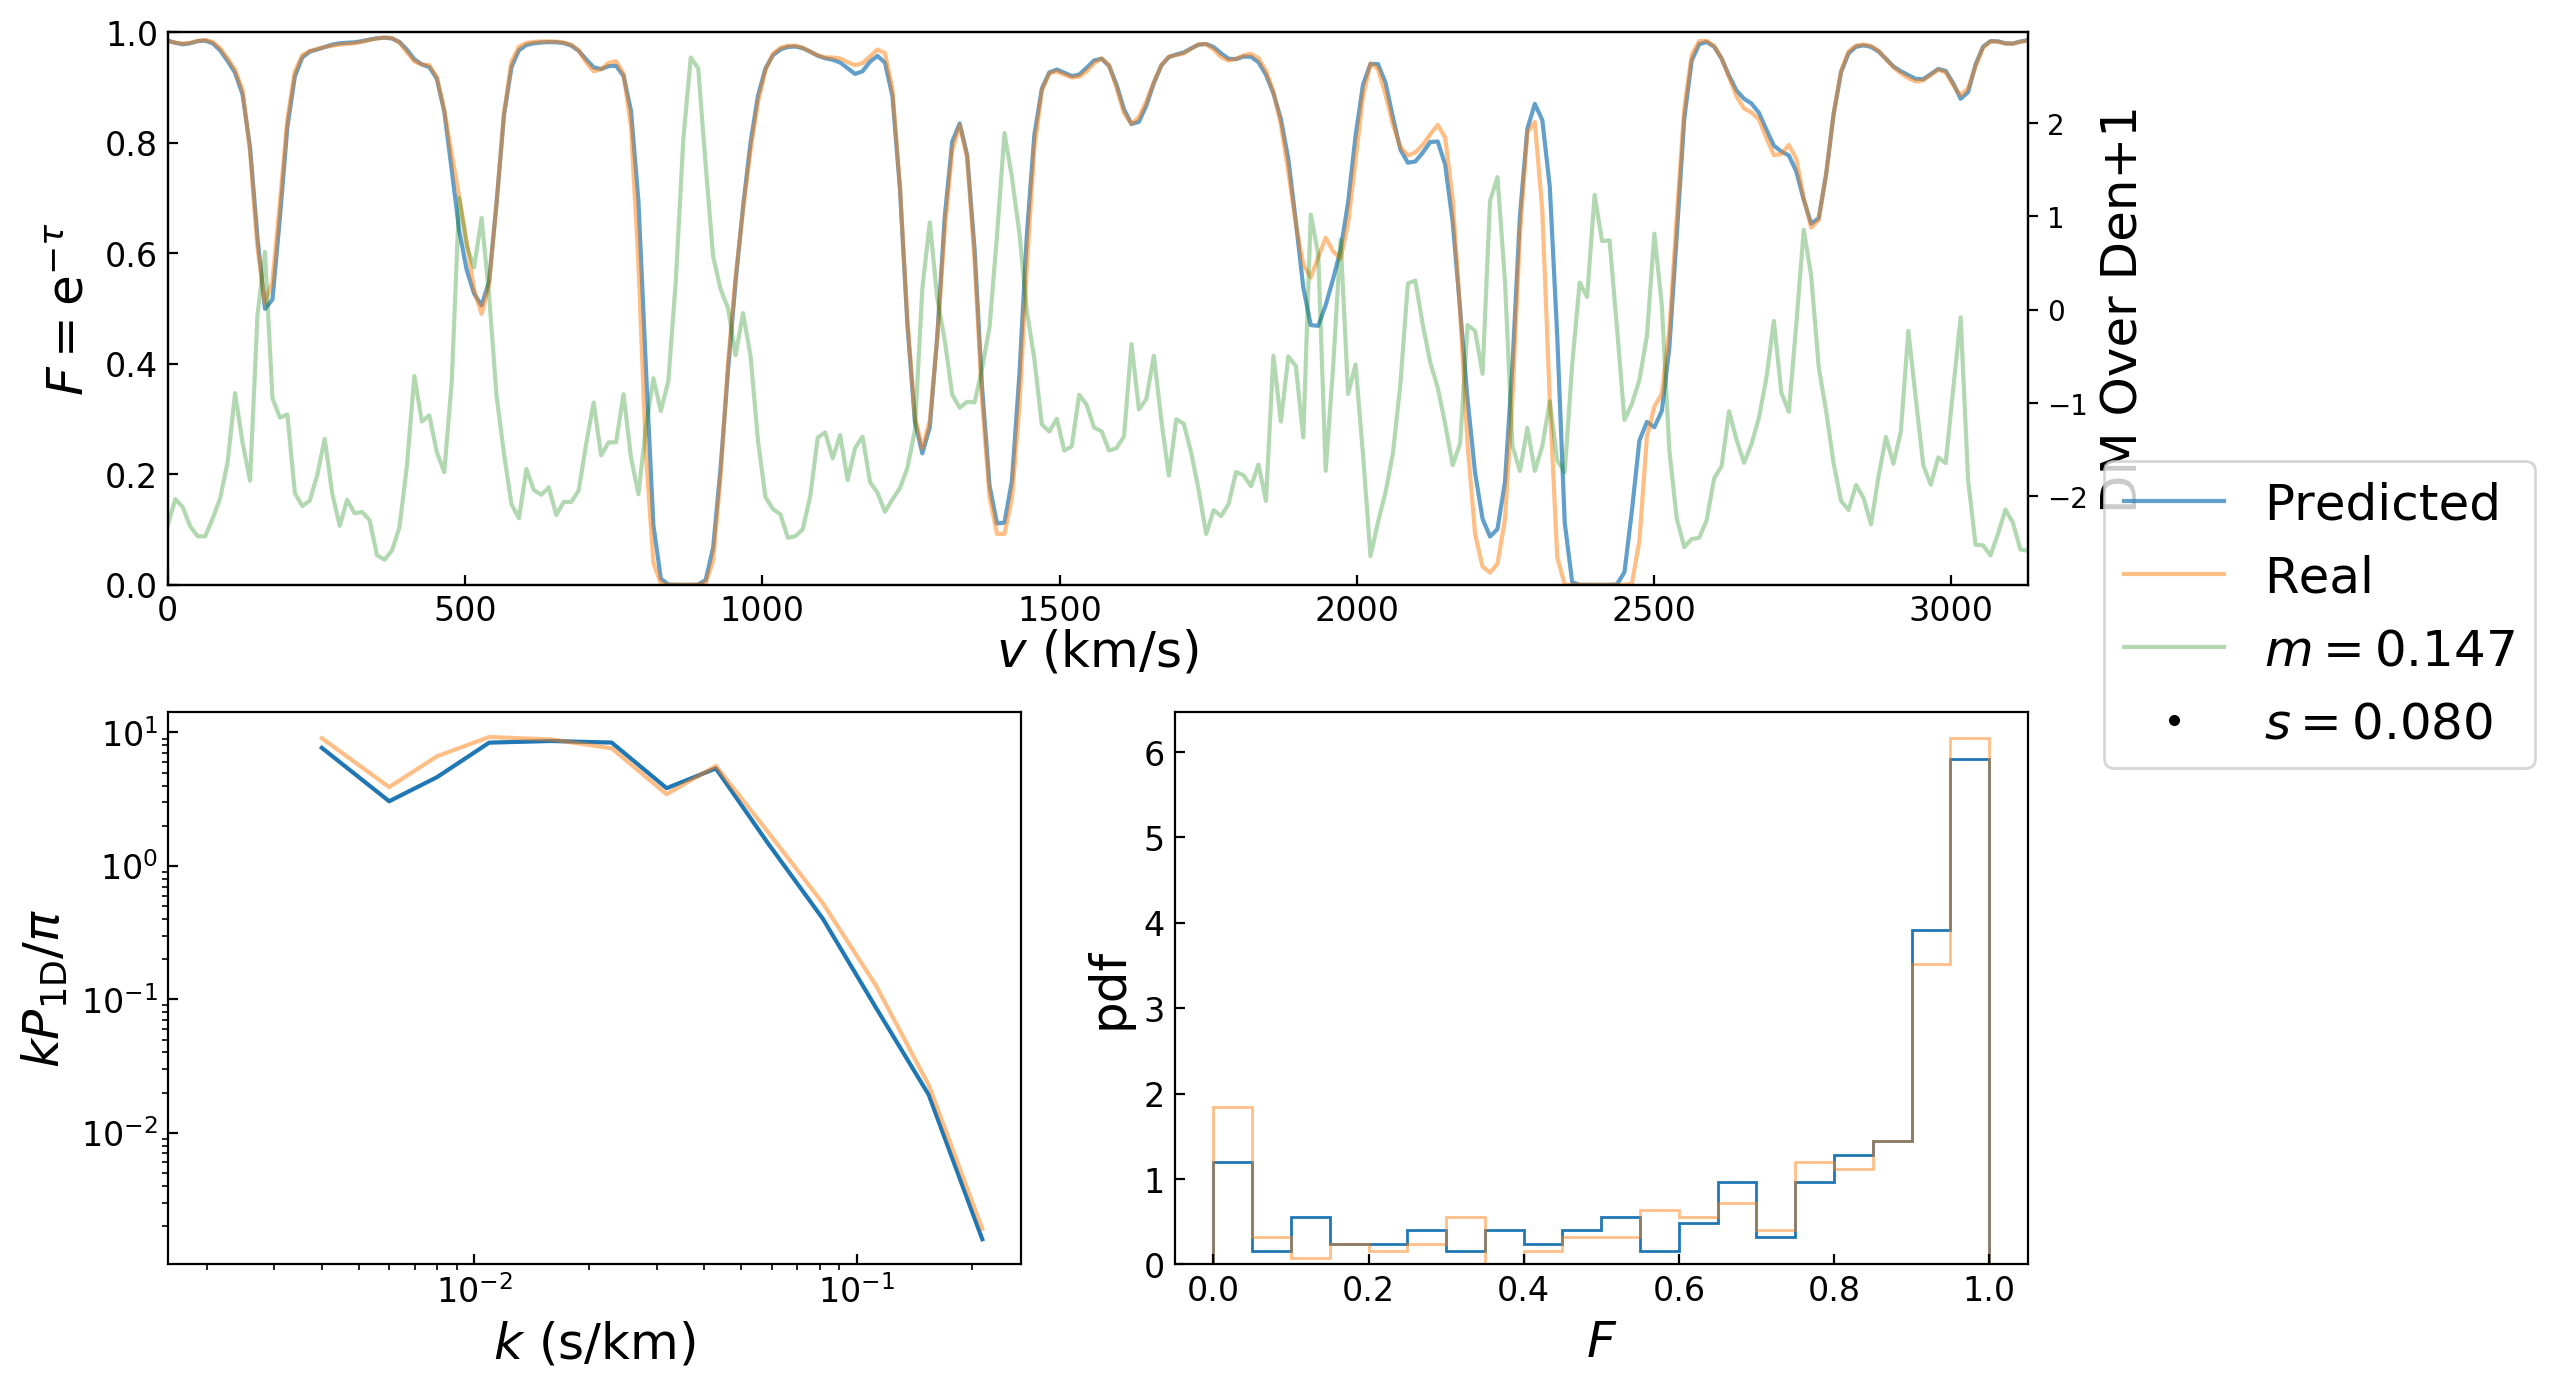 1.0
0.8
0.6
0.4
0.2
0.0
F = e^{−τ}
0 500 1000 1500 2000 2500 3000
v (km/s)
2
1
0
−1
−2
DM Over Den+1
Predicted
Real
m = 0.147
s = 0.080
10^1
10^0
10^{−1}
10^{−2}
kP_{1D}/π
10^{−2} 10^{−1}
k (s/km)
6
5
4
3
2
1
0
pdf
0.0 0.2 0.4 0.6 0.8 1.0
F